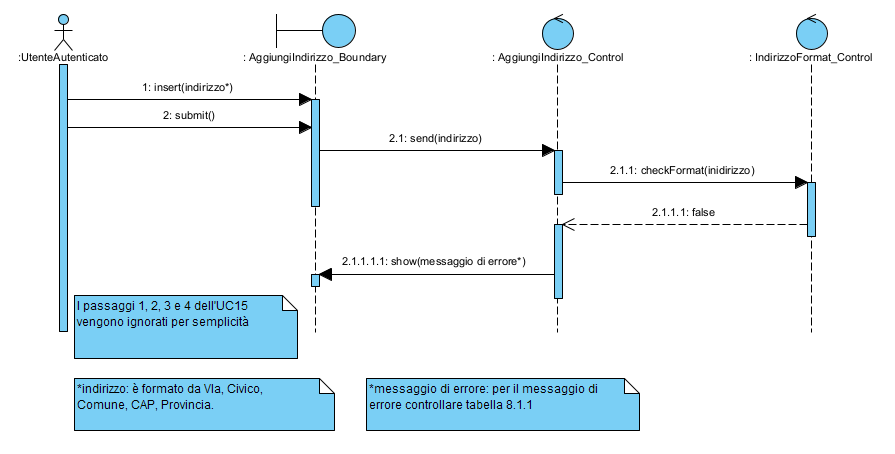 :UtenteAutenticato
: AggiungiIndirizzo_Boundary
: AggiungiIndirizzo_Control
: IndirizzoFormat_Control
1: insert(indirizzo*)
2: submit()
2.1: send(indirizzo)
2.1.1: checkFormat(inidirizzo)
2.1.1.1: false
2.1.1.1.1: show(messaggio di errore*)
I passaggi 1, 2, 3 e 4 dell'UC15
vengono ignorati per semplicità
*indirizzo: è formato da VIa, Civico,
Comune, CAP, Provincia.
*messaggio di errore: per il messaggio di
errore controllare tabella 8.1.1